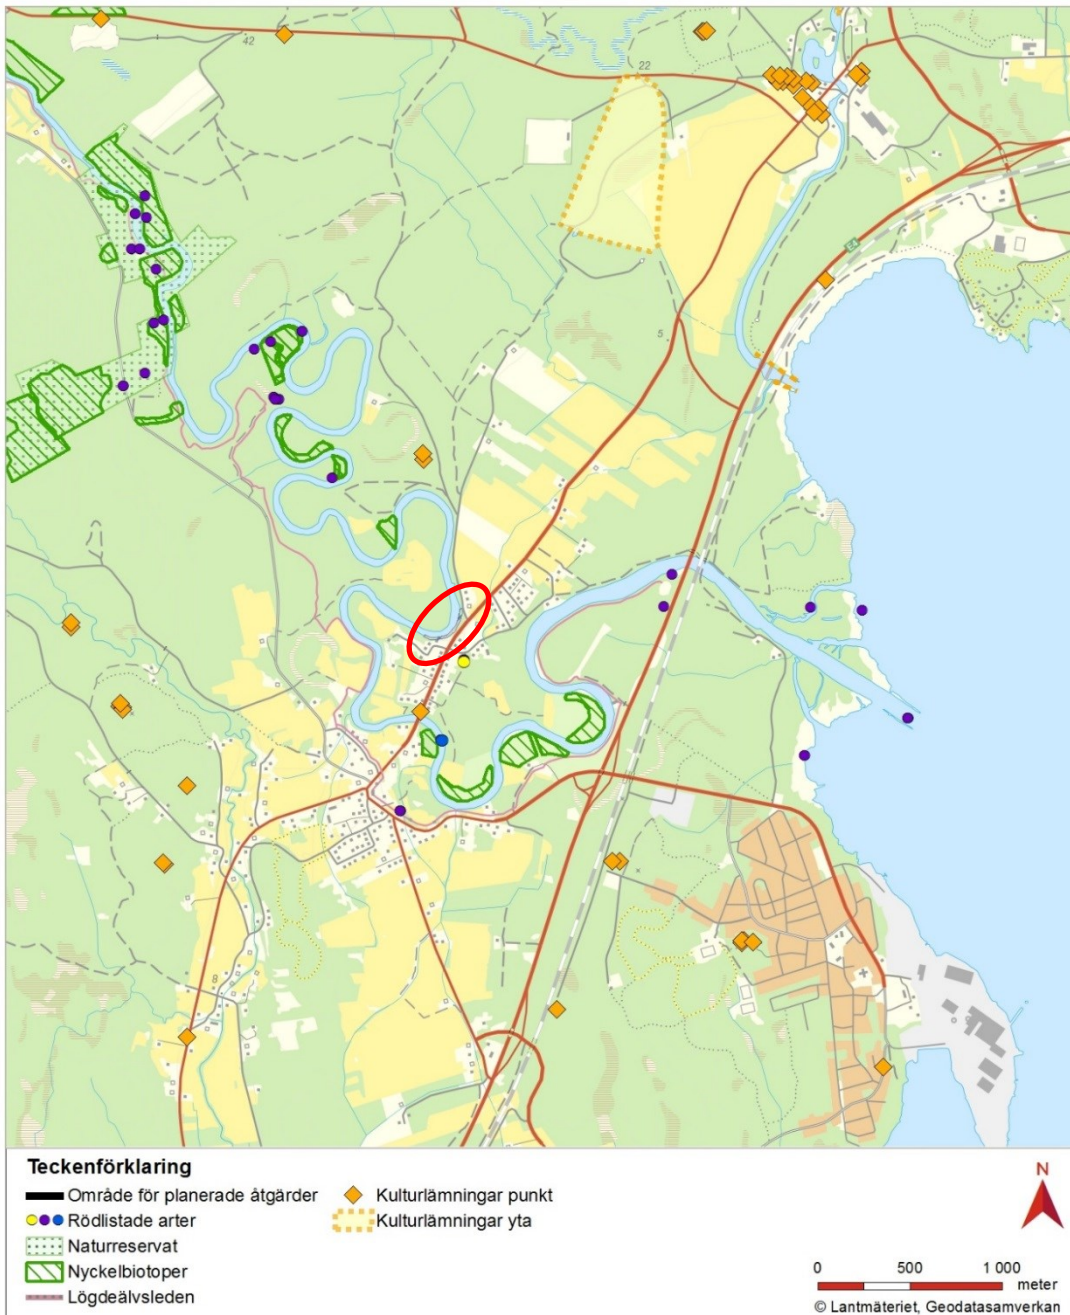 42
22
E4
5
8
Teckenförklaring
Område för planerade åtgärder
Rödlistade arter
Naturreservat
Nyckelbiotoper
Lögdeälvsleden
Kulturlämningar punkt
Kulturlämningar yta
N
0 500 1 000
meter
© Lantmäteriet, Geodatasamverkan